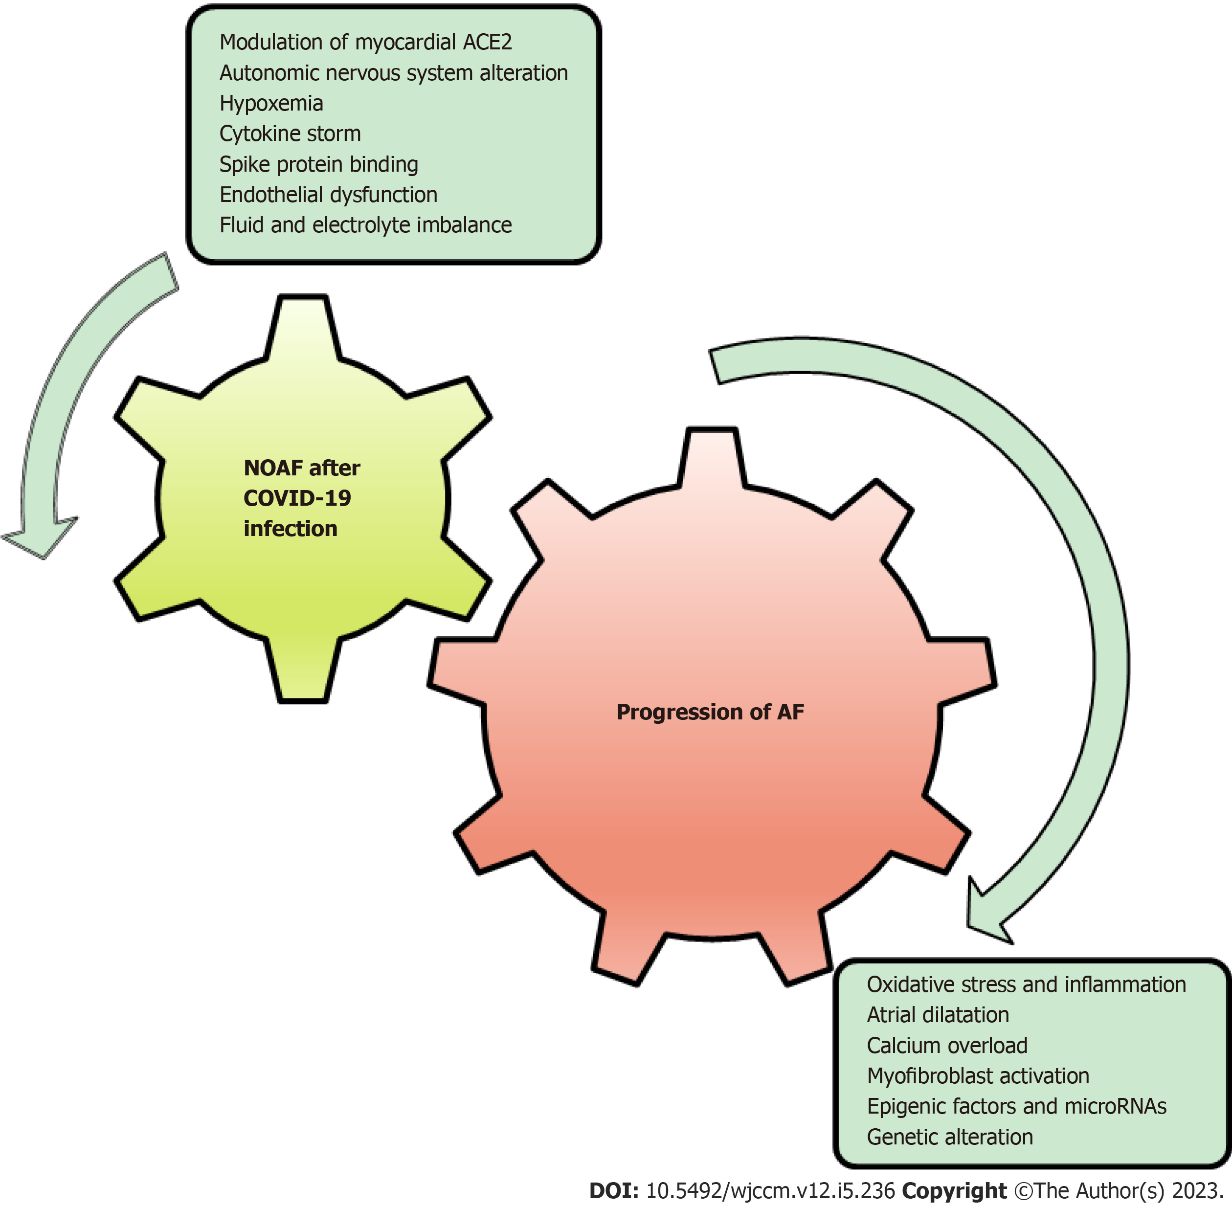 Modulation of myocardial ACE2
Autonomic nervous system alteration
Hypoxemia
Cytokine storm
Spike protein binding
Endothelial dysfunction
Fluid and electrolyte imbalance
NOAF after
COVID-19
infection
Progression of AF
Oxidative stress and inflammation
Atrial dilatation
Calcium overload
Myofibroblast activation
Epigenic factors and microRNAs
Genetic alteration
DOI: 10.5492/wjccm.v12.i5.236 Copyright ©The Author(s) 2023.